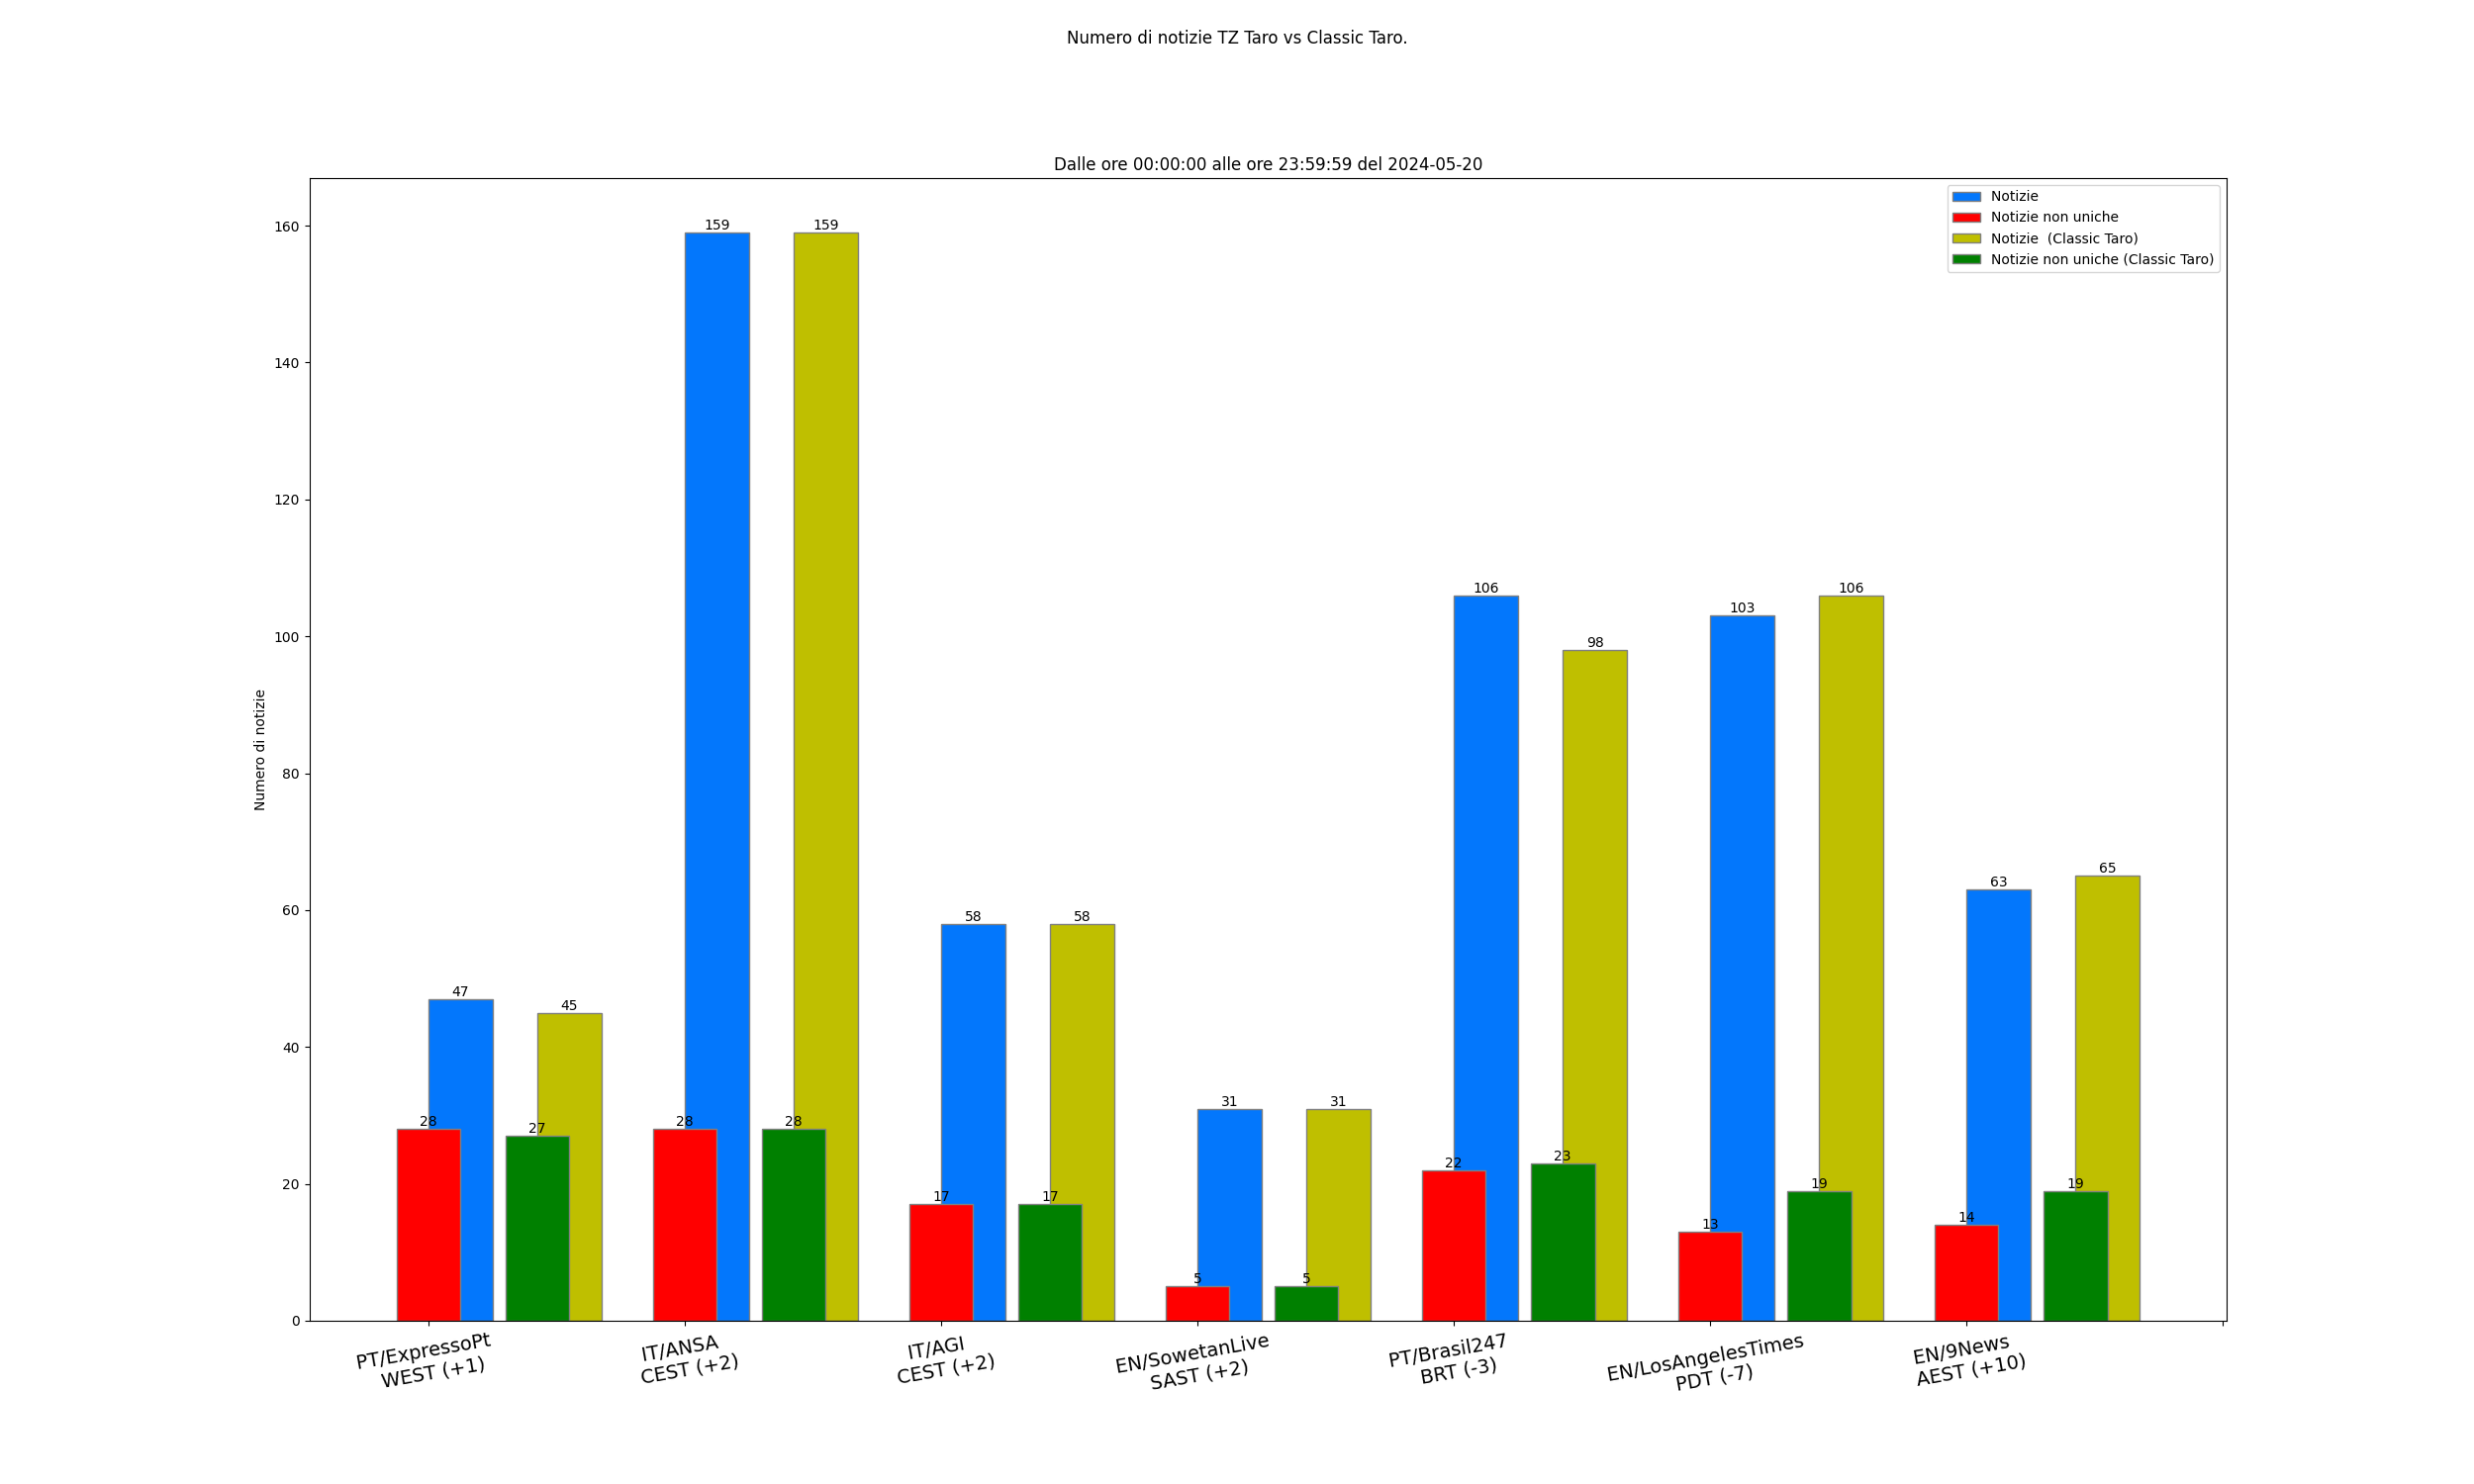 Numero di notizie TZ Taro vs Classic Taro.
Dalle ore 00:00:00 alle ore 23:59:59 del 2024-05-20
Notizie
Notizie non uniche
Notizie  (Classic Taro)
Notizie non uniche (Classic Taro)
Numero di notizie
160
140
120
100
80
60
40
20
0
28
47
27
45
28
159
28
159
17
58
17
58
5
31
5
31
22
106
23
98
13
103
19
106
14
63
19
65
PT/ExpressoPt
WEST (+1)
IT/ANSA
CEST (+2)
IT/AGI
CEST (+2)
EN/SowetanLive
SAST (+2)
PT/Brasil247
BRT (-3)
EN/LosAngelesTimes
PDT (-7)
EN/9News
AEST (+10)